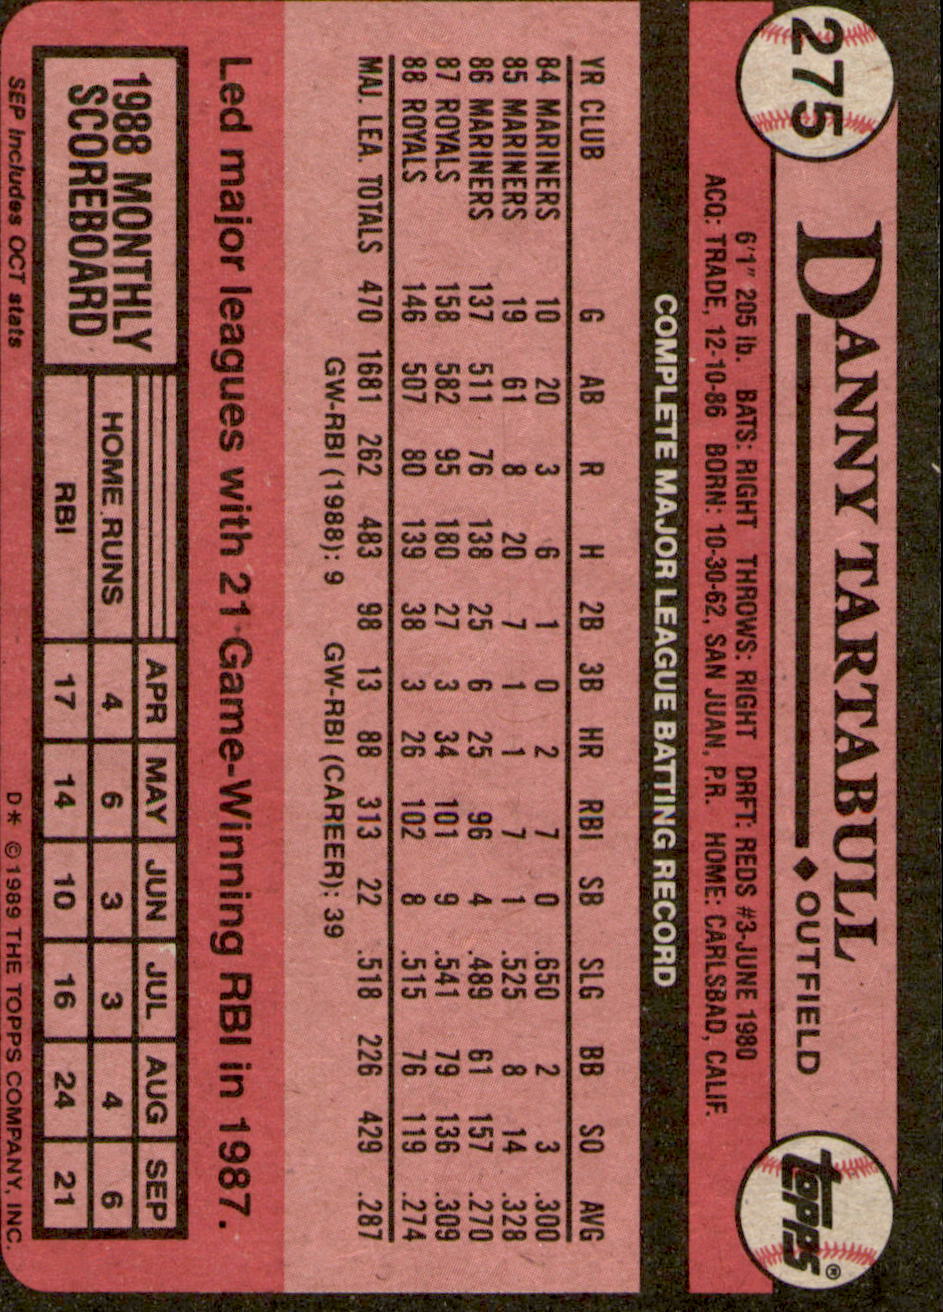 275
DANNY TARTABULL
◆OUTFIELD
topps®
6'1" 205 lb. BATS: RIGHT THROWS: RIGHT DRFT: REDS #3-JUNE 1980
ACQ: TRADE, 12-10-86 BORN: 10-30-62, SAN JUAN, P.R. HOME: CARLSBAD, CALIF.
COMPLETE MAJOR LEAGUE BATTING RECORD
YR CLUB G AB R H 2B 3B HR RBI SB SLG BB SO AVG
84 MARINERS 10 20 3 6 1 0 2 7 0 .650 2 3 .300
85 MARINERS 19 61 8 20 7 1 1 7 1 .525 8 14 .328
86 MARINERS 137 511 76 138 25 6 25 96 4 .489 61 157 .270
87 ROYALS 158 582 95 180 27 3 34 101 9 .541 79 136 .309
88 ROYALS 146 507 80 139 38 3 26 102 8 .515 76 119 .274
MAJ. LEA. TOTALS 470 1681 262 483 98 13 88 313 22 .518 226 429 .287
GW-RBI (1988): 9 GW-RBI (CAREER): 39
Led major leagues with 21 Game-Winning RBI in 1987.
1988 MONTHLY
SCOREBOARD
APR MAY JUN JUL AUG SEP
HOME RUNS 4 6 3 3 4 6
RBI 17 14 10 16 24 21
SEP includes OCT stats
D* ©1989 THE TOPPS COMPANY, INC.